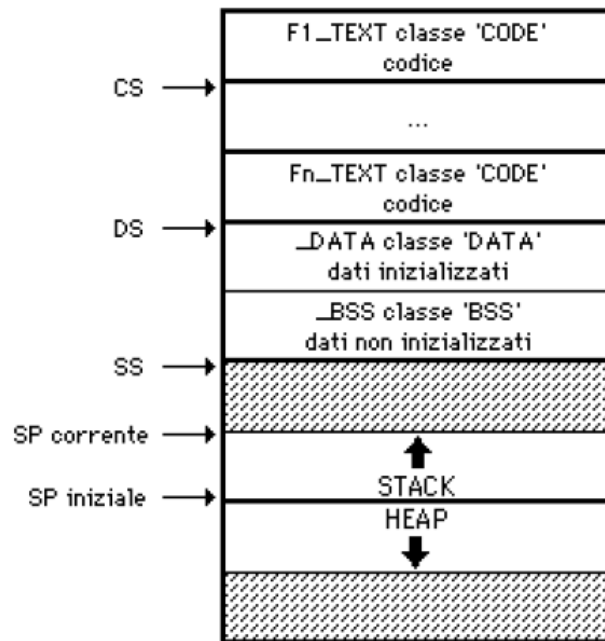 F1_TEXT classe 'CODE'
codice
CS
...
Fn_TEXT classe 'CODE'
codice
DS
_DATA classe 'DATA'
dati inizializzati
_BSS classe 'BSS'
dati non inizializzati
SS
SP corrente
STACK
SP iniziale
HEAP